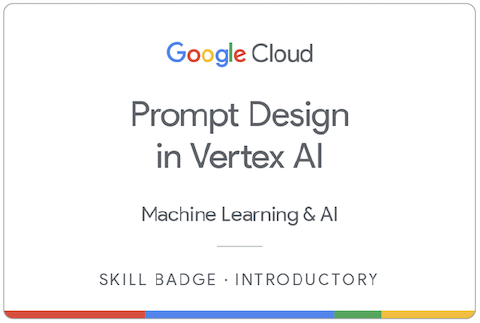 Google Cloud
Prompt Design
in Vertex AI
Machine Learning & AI
SKILL BADGE · INTRODUCTORY